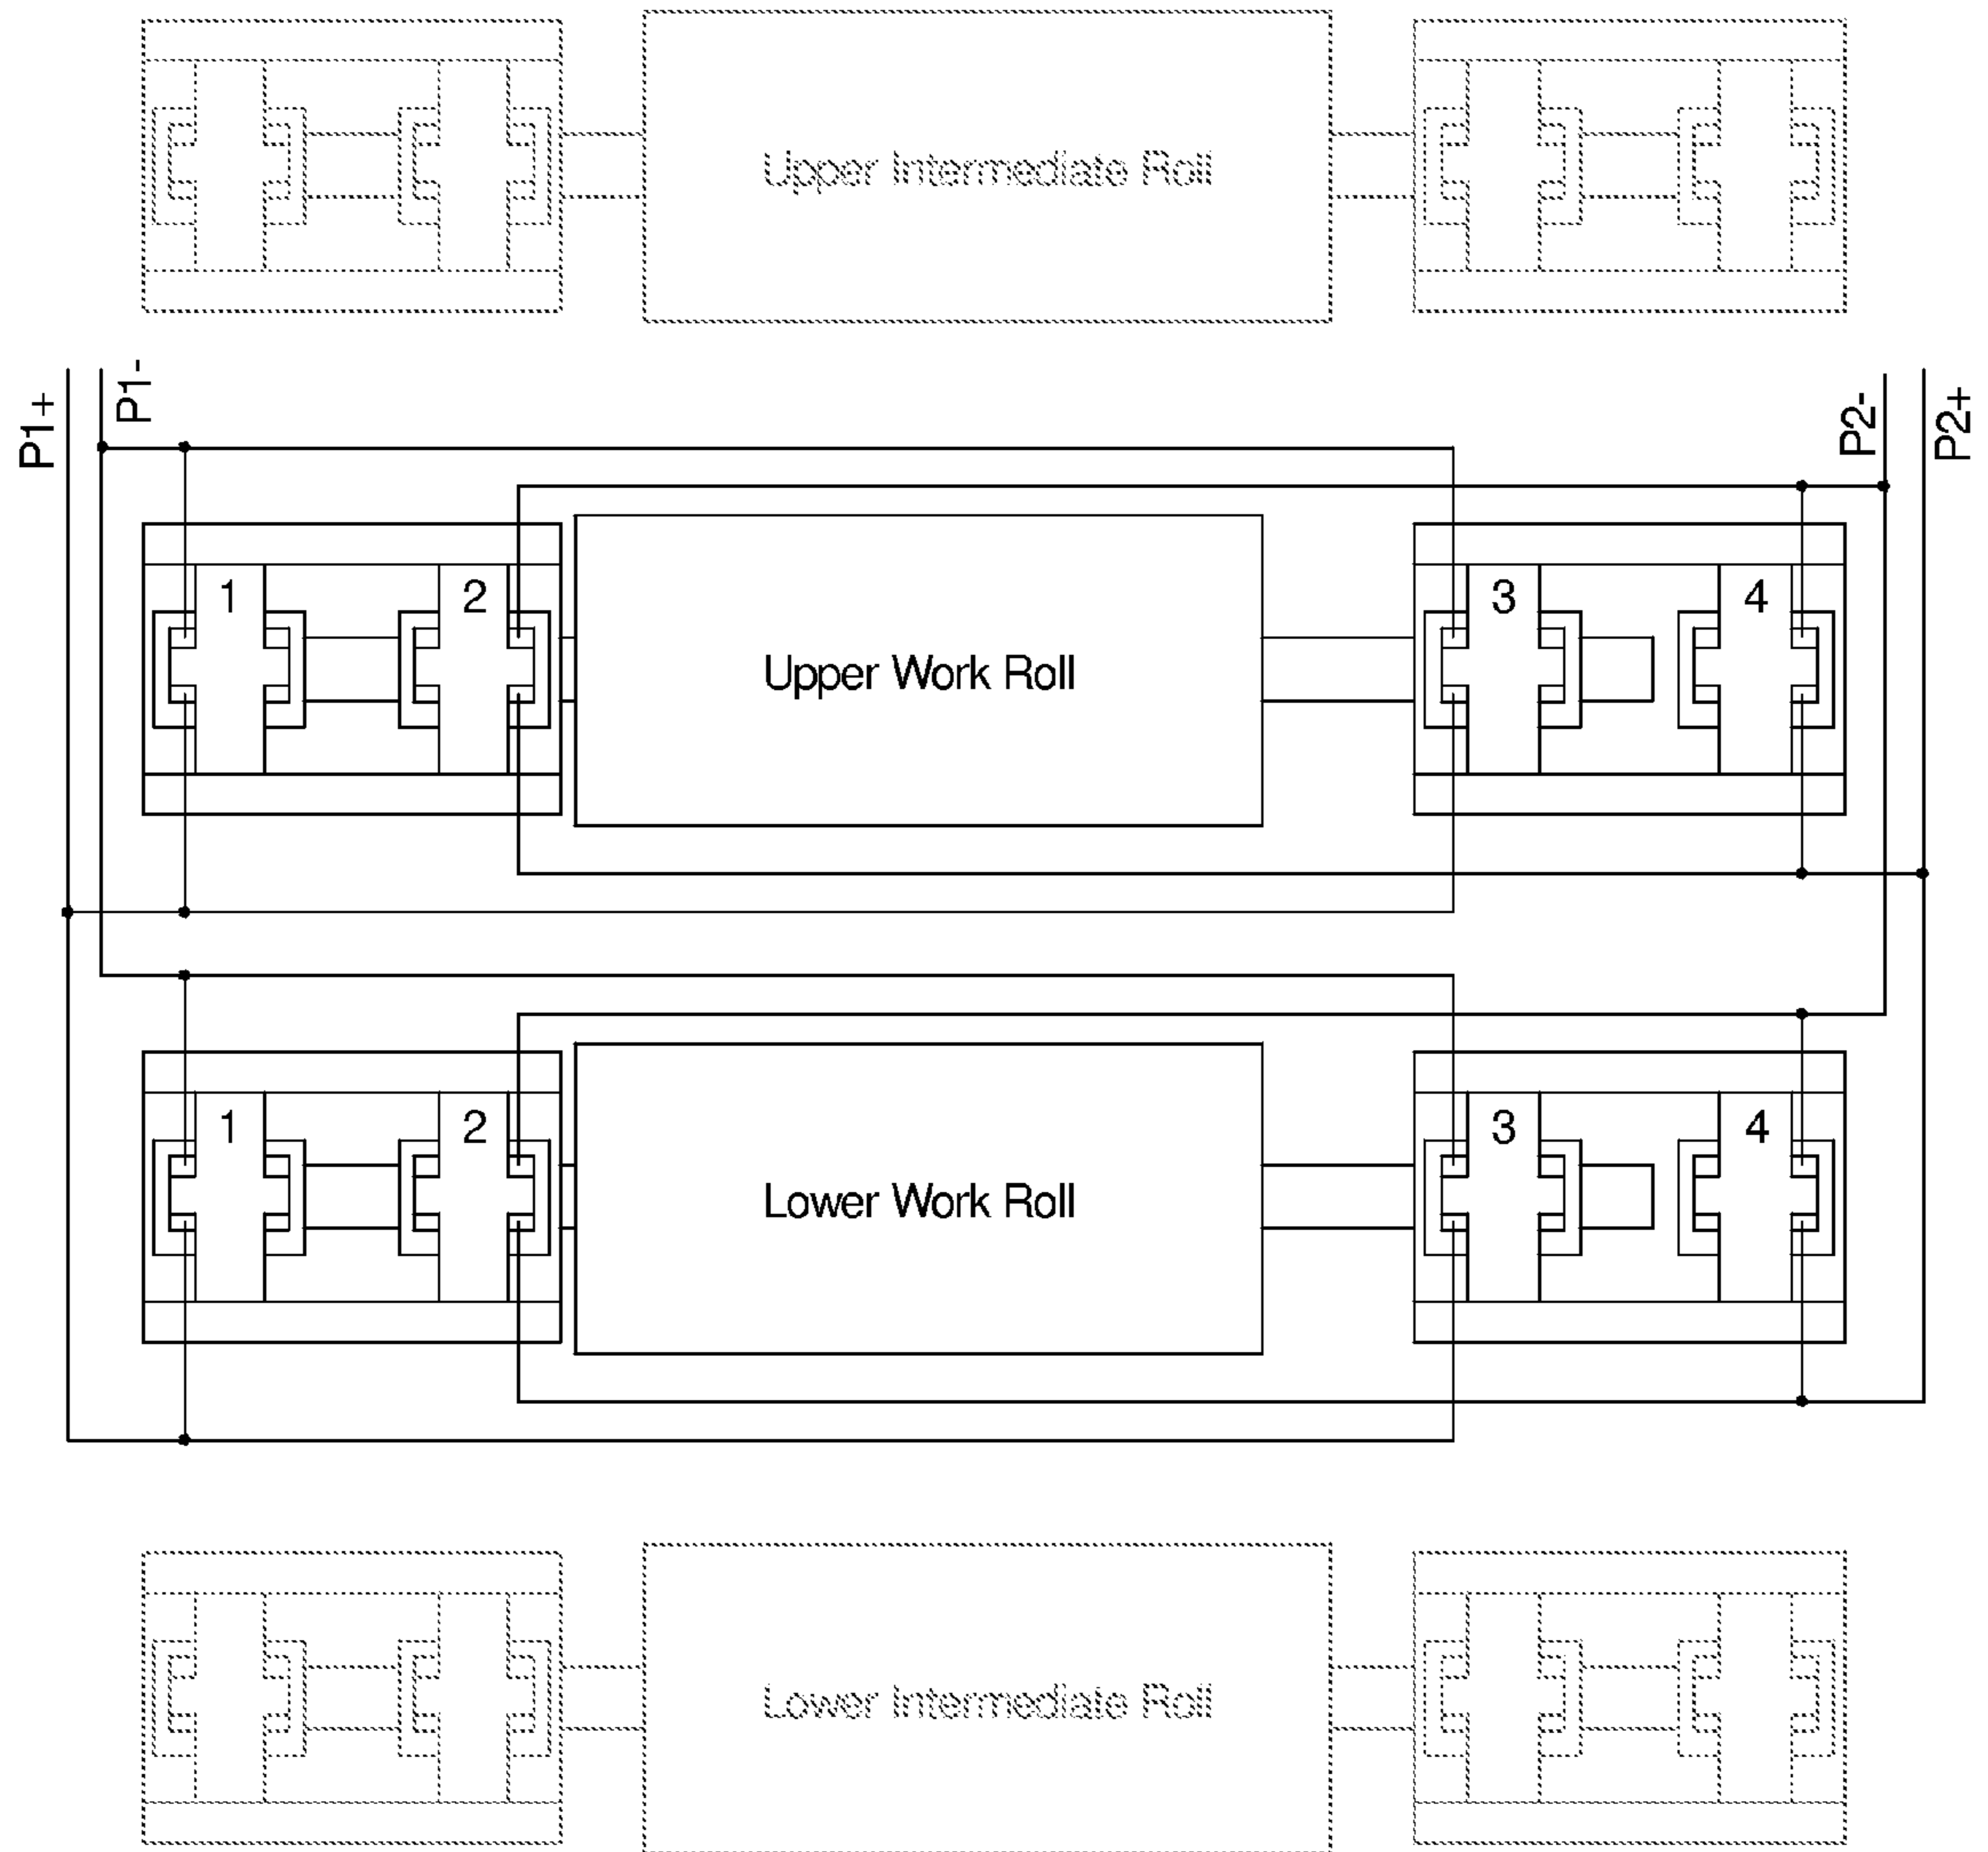 Upper Intermediate Roll
P1+
P1-
P2-
P2+
1
2
3
4
Upper Work Roll
1
2
3
4
Lower Work Roll
Lower Intermediate Roll